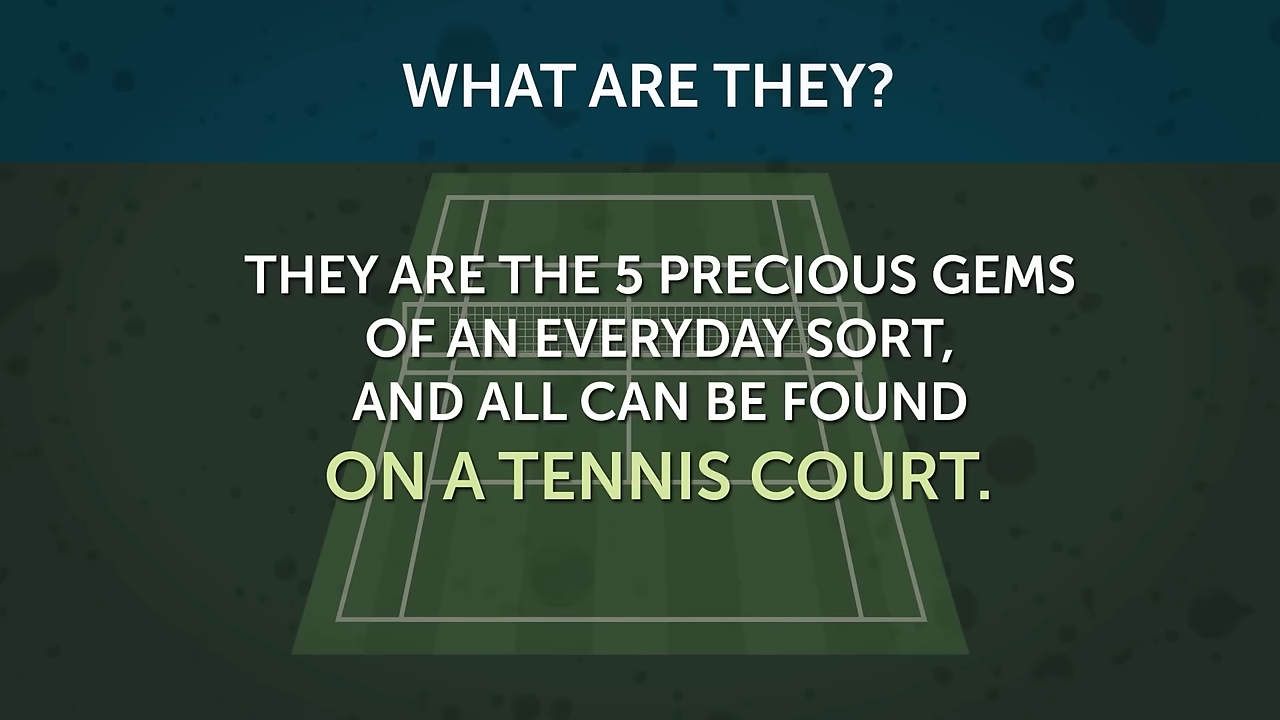 WHAT ARE THEY?
THEY ARE THE 5 PRECIOUS GEMS
OF AN EVERYDAY SORT,
AND ALL CAN BE FOUND
ON A TENNIS COURT.